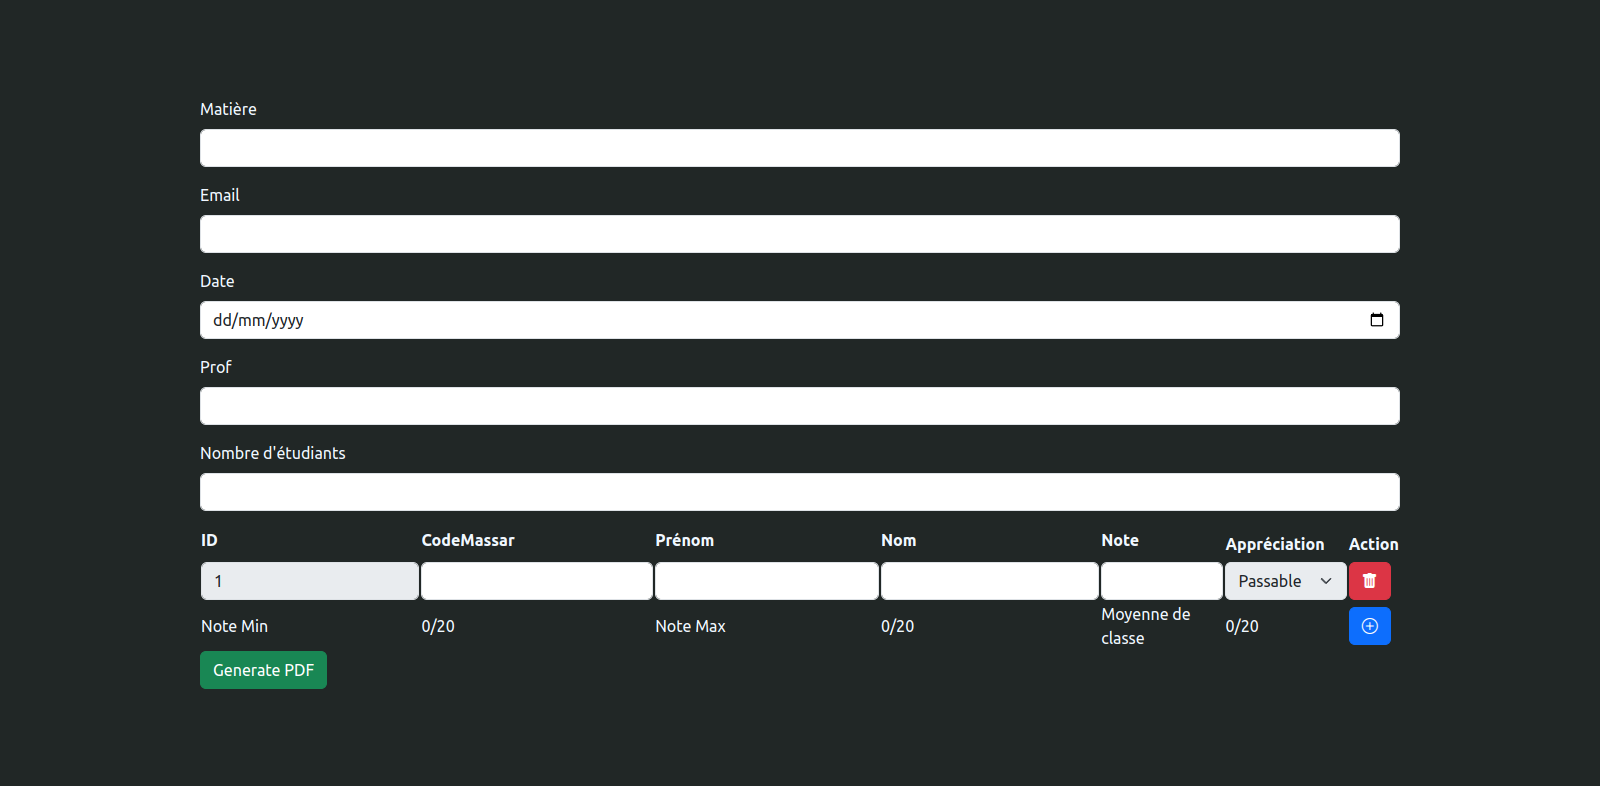 Matière
Email
Date
dd/mm/yyyy
Prof
Nombre d'étudiants
ID CodeMassar Prénom Nom Note Appréciation Action
1 Passable
Note Min 0/20 Note Max 0/20 Moyenne de classe 0/20
Generate PDF